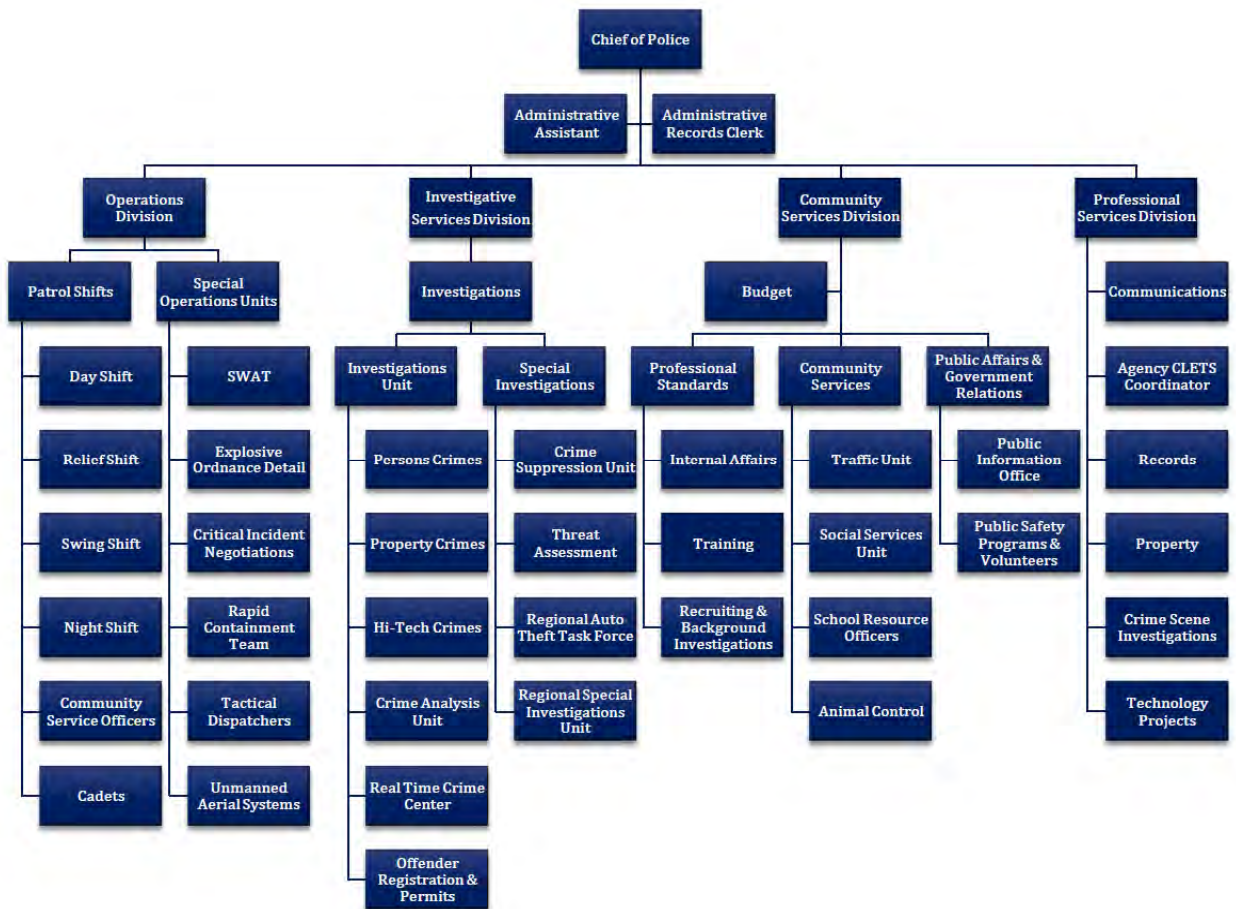 Chief of Police
Administrative
Assistant
Administrative
Records Clerk
Operations
Division
Investigative
Services Division
Community
Services Division
Professional
Services Division
Patrol Shifts
Special
Operations Units
Investigations
Budget
Communications
Day Shift
SWAT
Investigations
Unit
Special
Investigations
Professional
Standards
Community
Services
Public Affairs &
Government
Relations
Agency CLETS
Coordinator
Relief Shift
Explosive
Ordnance Detail
Persons Crimes
Crime
Suppression Unit
Internal Affairs
Traffic Unit
Public
Information
Office
Records
Swing Shift
Critical Incident
Negotiations
Property Crimes
Threat
Assessment
Training
Social Services
Unit
Public Safety
Programs &
Volunteers
Property
Night Shift
Rapid
Containment
Team
Hi-Tech Crimes
Regional Auto
Theft Task Force
Recruiting &
Background
Investigations
School Resource
Officers
Crime Scene
Investigations
Community
Service Officers
Tactical
Dispatchers
Crime Analysis
Unit
Regional Special
Investigations
Unit
Animal Control
Technology
Projects
Cadets
Unmanned
Aerial Systems
Real Time Crime
Center
Offender
Registration &
Permits